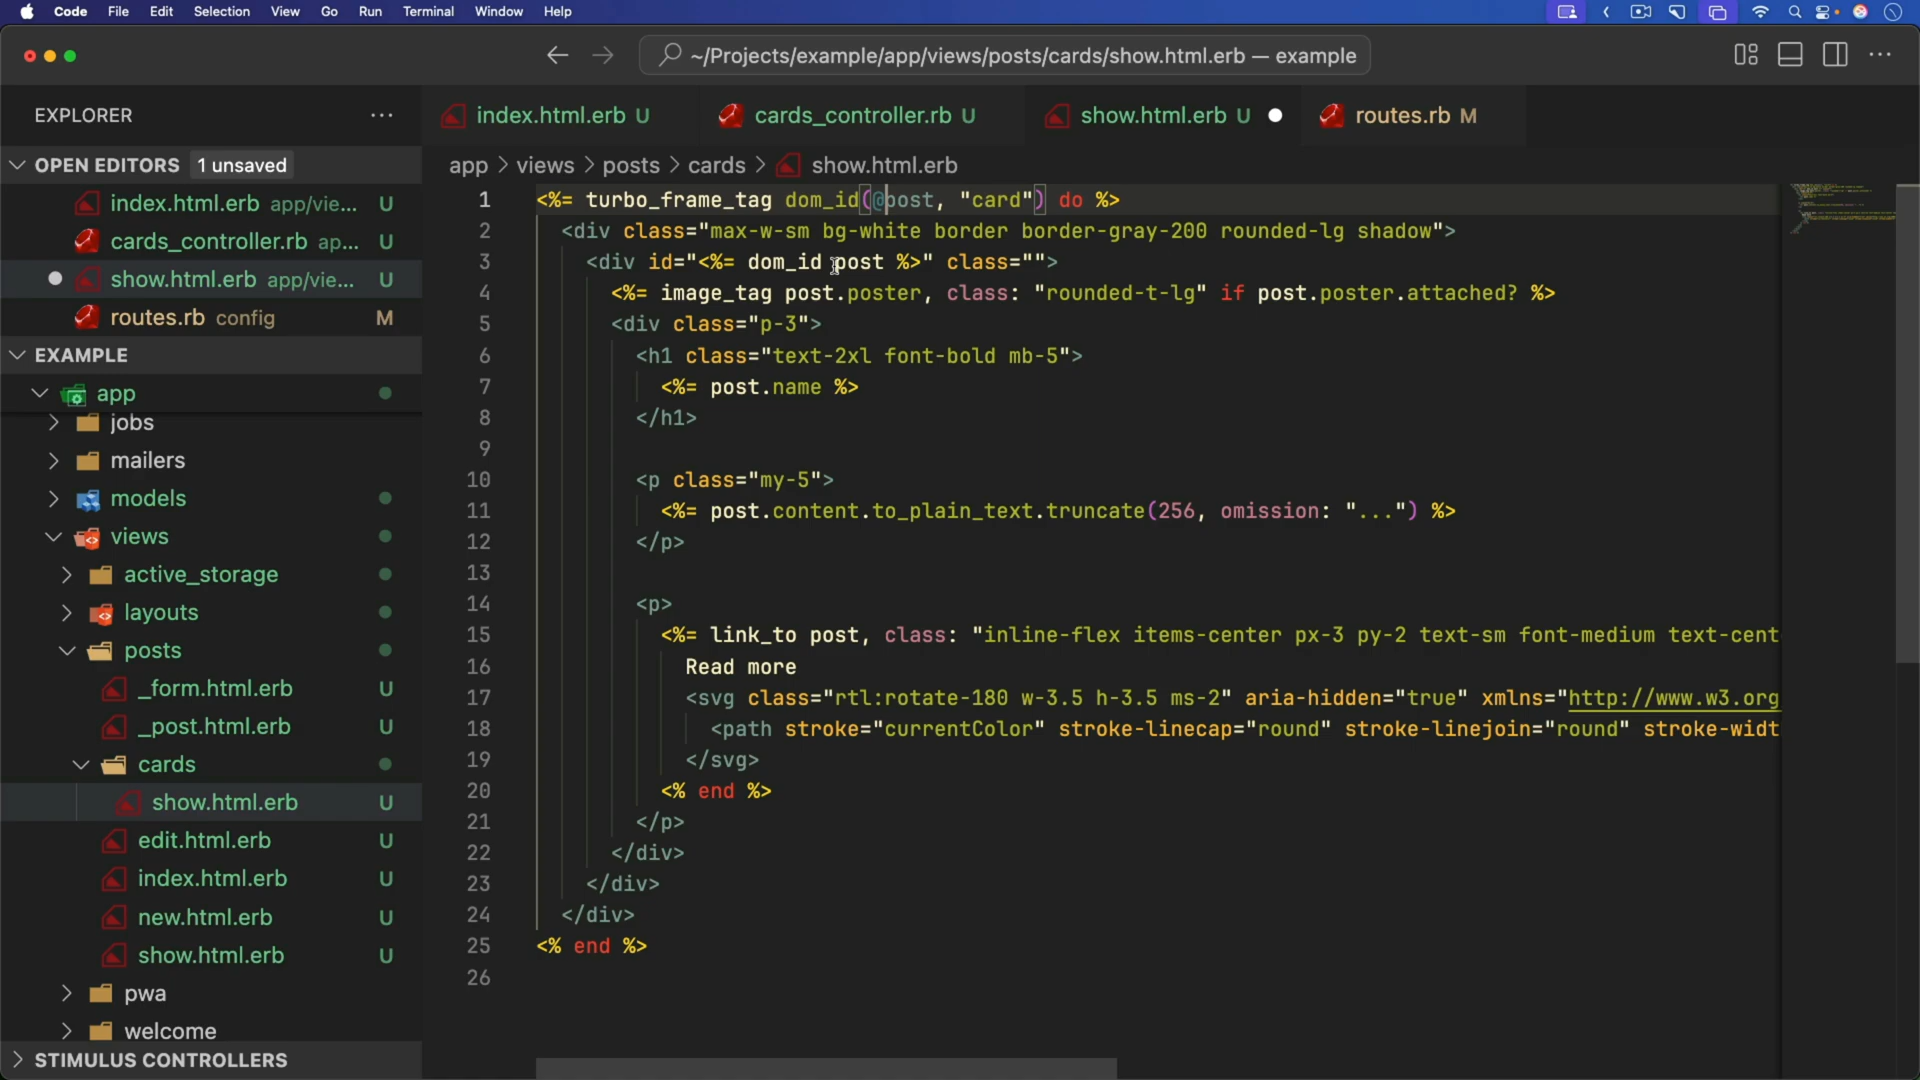 Code File Edit Selection View Go Run Terminal Window Help
~/Projects/example/app/views/posts/cards/show.html.erb — example
EXPLORER
index.html.erb U
cards_controller.rb U
show.html.erb U
routes.rb M
OPEN EDITORS 1 unsaved
index.html.erb app/vie... U
cards_controller.rb ap... U
show.html.erb app/vie... U
routes.rb config M
EXAMPLE
app
jobs
mailers
models
views
active_storage
layouts
posts
_form.html.erb U
_post.html.erb U
cards
show.html.erb U
edit.html.erb U
index.html.erb U
new.html.erb U
show.html.erb U
pwa
welcome
STIMULUS CONTROLLERS
app > views > posts > cards > show.html.erb
1 <%= turbo_frame_tag dom_id(@post, "card") do %>
2 <div class="max-w-sm bg-white border border-gray-200 rounded-lg shadow">
3 <div id="<%= dom_id post %>" class="">
4 <%= image_tag post.poster, class: "rounded-t-lg" if post.poster.attached? %>
5 <div class="p-3">
6 <h1 class="text-2xl font-bold mb-5">
7 <%= post.name %>
8 </h1>
9
10 <p class="my-5">
11 <%= post.content.to_plain_text.truncate(256, omission: "...") %>
12 </p>
13
14 <p>
15 <%= link_to post, class: "inline-flex items-center px-3 py-2 text-sm font-medium text-cent
16 Read more
17 <svg class="rtl:rotate-180 w-3.5 h-3.5 ms-2" aria-hidden="true" xmlns="http://www.w3.org
18 <path stroke="currentColor" stroke-linecap="round" stroke-linejoin="round" stroke-widt
19 </svg>
20 <% end %>
21 </p>
22 </div>
23 </div>
24 </div>
25 <% end %>
26